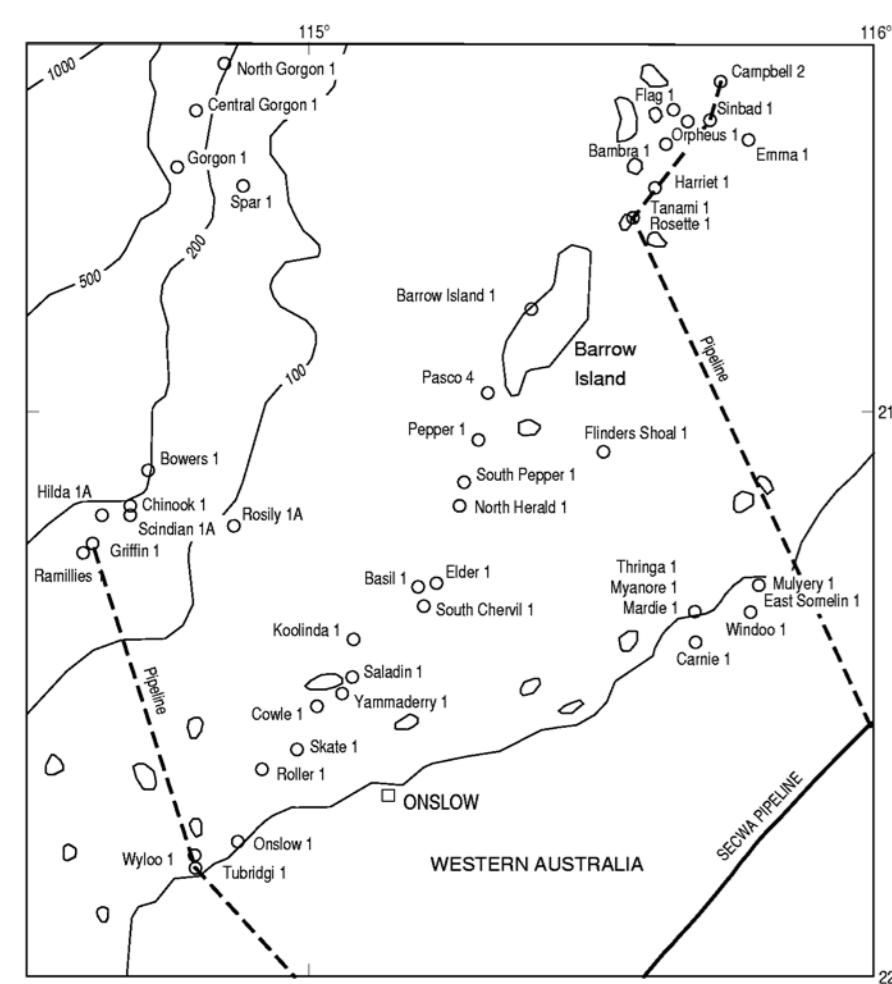 115°
116°
1000
North Gorgon 1
Campbell 2
Flag 1
Central Gorgon 1
Sinbad 1
Orpheus 1
Bambra 1
Emma 1
Gorgon 1
Harriet 1
Spar 1
Tanami 1
Rosette 1
200
500
Barrow Island 1
Barrow
Island
Pipeline
100
Pasco 4
21
Pepper 1
Flinders Shoal 1
Bowers 1
South Pepper 1
Hilda 1A
Chinook 1
North Herald 1
Rosily 1A
Scindian 1A
Griffin 1
Ramillies 1
Thringa 1
Basil 1
Elder 1
Myanore 1
Mulyery 1
Mardie 1
East Somelin 1
South Chervil 1
Windoo 1
Koolinda 1
Carnie 1
Saladin 1
Pipeline
Yammaderry 1
Cowle 1
Skate 1
Roller 1
ONSLOW
SECWA PIPELINE
Onslow 1
Wyloo 1
Tubridgi 1
WESTERN AUSTRALIA
22